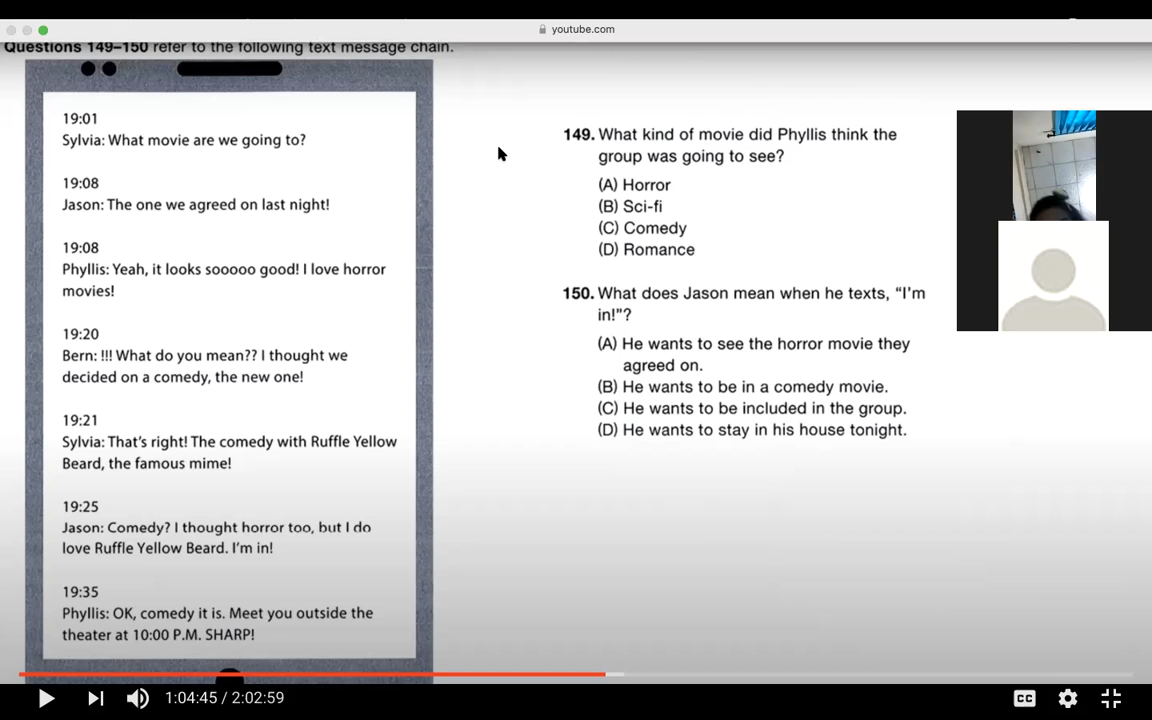 youtube.com
Questions 149–150 refer to the following text message chain.
19:01
Sylvia: What movie are we going to?
19:08
Jason: The one we agreed on last night!
19:08
Phyllis: Yeah, it looks sooooo good! I love horror
movies!
19:20
Bern: !!! What do you mean?? I thought we
decided on a comedy, the new one!
19:21
Sylvia: That's right! The comedy with Ruffle Yellow
Beard, the famous mime!
19:25
Jason: Comedy? I thought horror too, but I do
love Ruffle Yellow Beard. I'm in!
19:35
Phyllis: OK, comedy it is. Meet you outside the
theater at 10:00 P.M. SHARP!
149. What kind of movie did Phyllis think the
group was going to see?
(A) Horror
(B) Sci-fi
(C) Comedy
(D) Romance
150. What does Jason mean when he texts, “I'm
in!”?
(A) He wants to see the horror movie they
agreed on.
(B) He wants to be in a comedy movie.
(C) He wants to be included in the group.
(D) He wants to stay in his house tonight.
1:04:45 / 2:02:59
CC